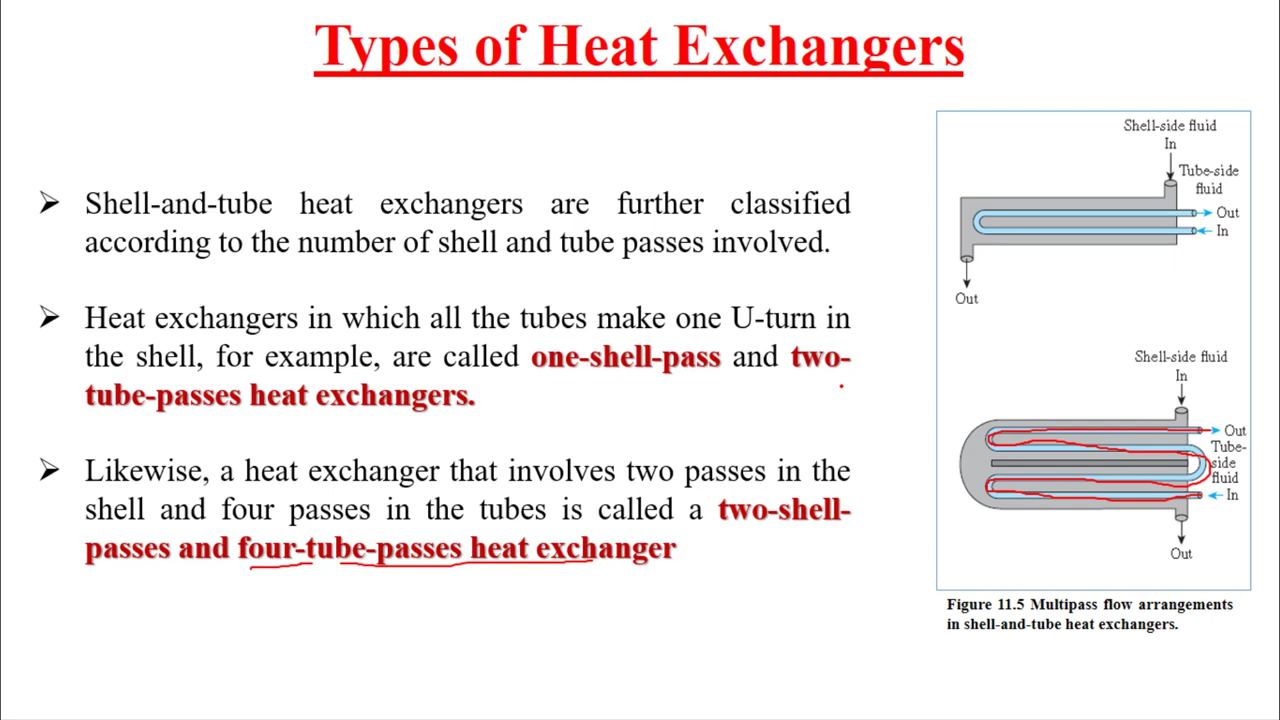 Types of Heat Exchangers
Shell-and-tube heat exchangers are further classified
according to the number of shell and tube passes involved.
Heat exchangers in which all the tubes make one U-turn in
the shell, for example, are called one-shell-pass and two-
tube-passes heat exchangers.
Likewise, a heat exchanger that involves two passes in the
shell and four passes in the tubes is called a two-shell-
passes and four-tube-passes heat exchanger
Shell-side fluid
In
Tube-side
fluid
Out
In
Out
Shell-side fluid
In
Out
Tube-
side
fluid
In
Out
Figure 11.5 Multipass flow arrangements
in shell-and-tube heat exchangers.